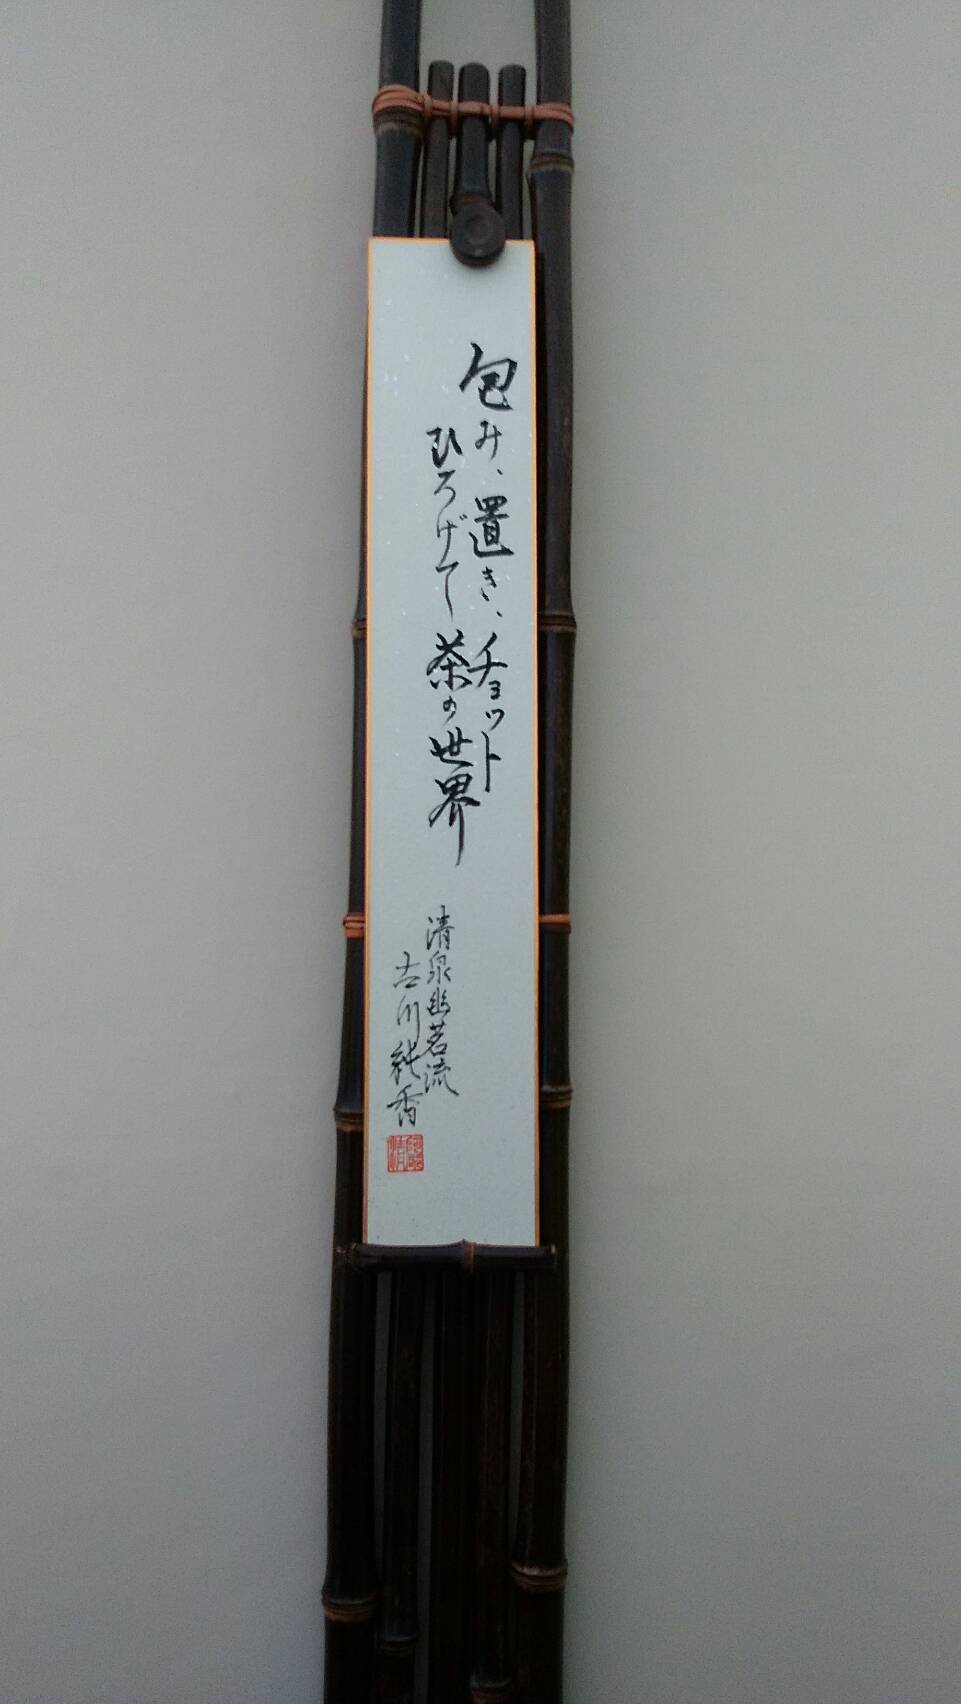 包み、置き、チョット
ひろげて茶の世界
清泉幽茗流
古川純香